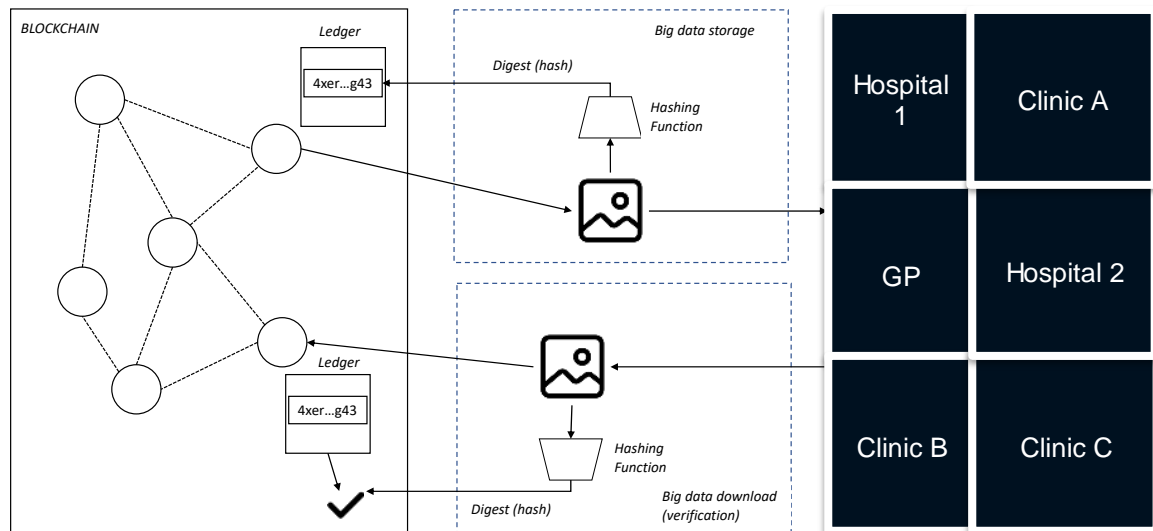 BLOCKCHAIN
Ledger
4xer...g43
Digest (hash)
Big data storage
Hashing
Function
Hospital
1
Clinic A
GP
Hospital 2
Ledger
4xer...g43
Hashing
Function
Digest (hash)
Big data download
(verification)
Clinic B
Clinic C